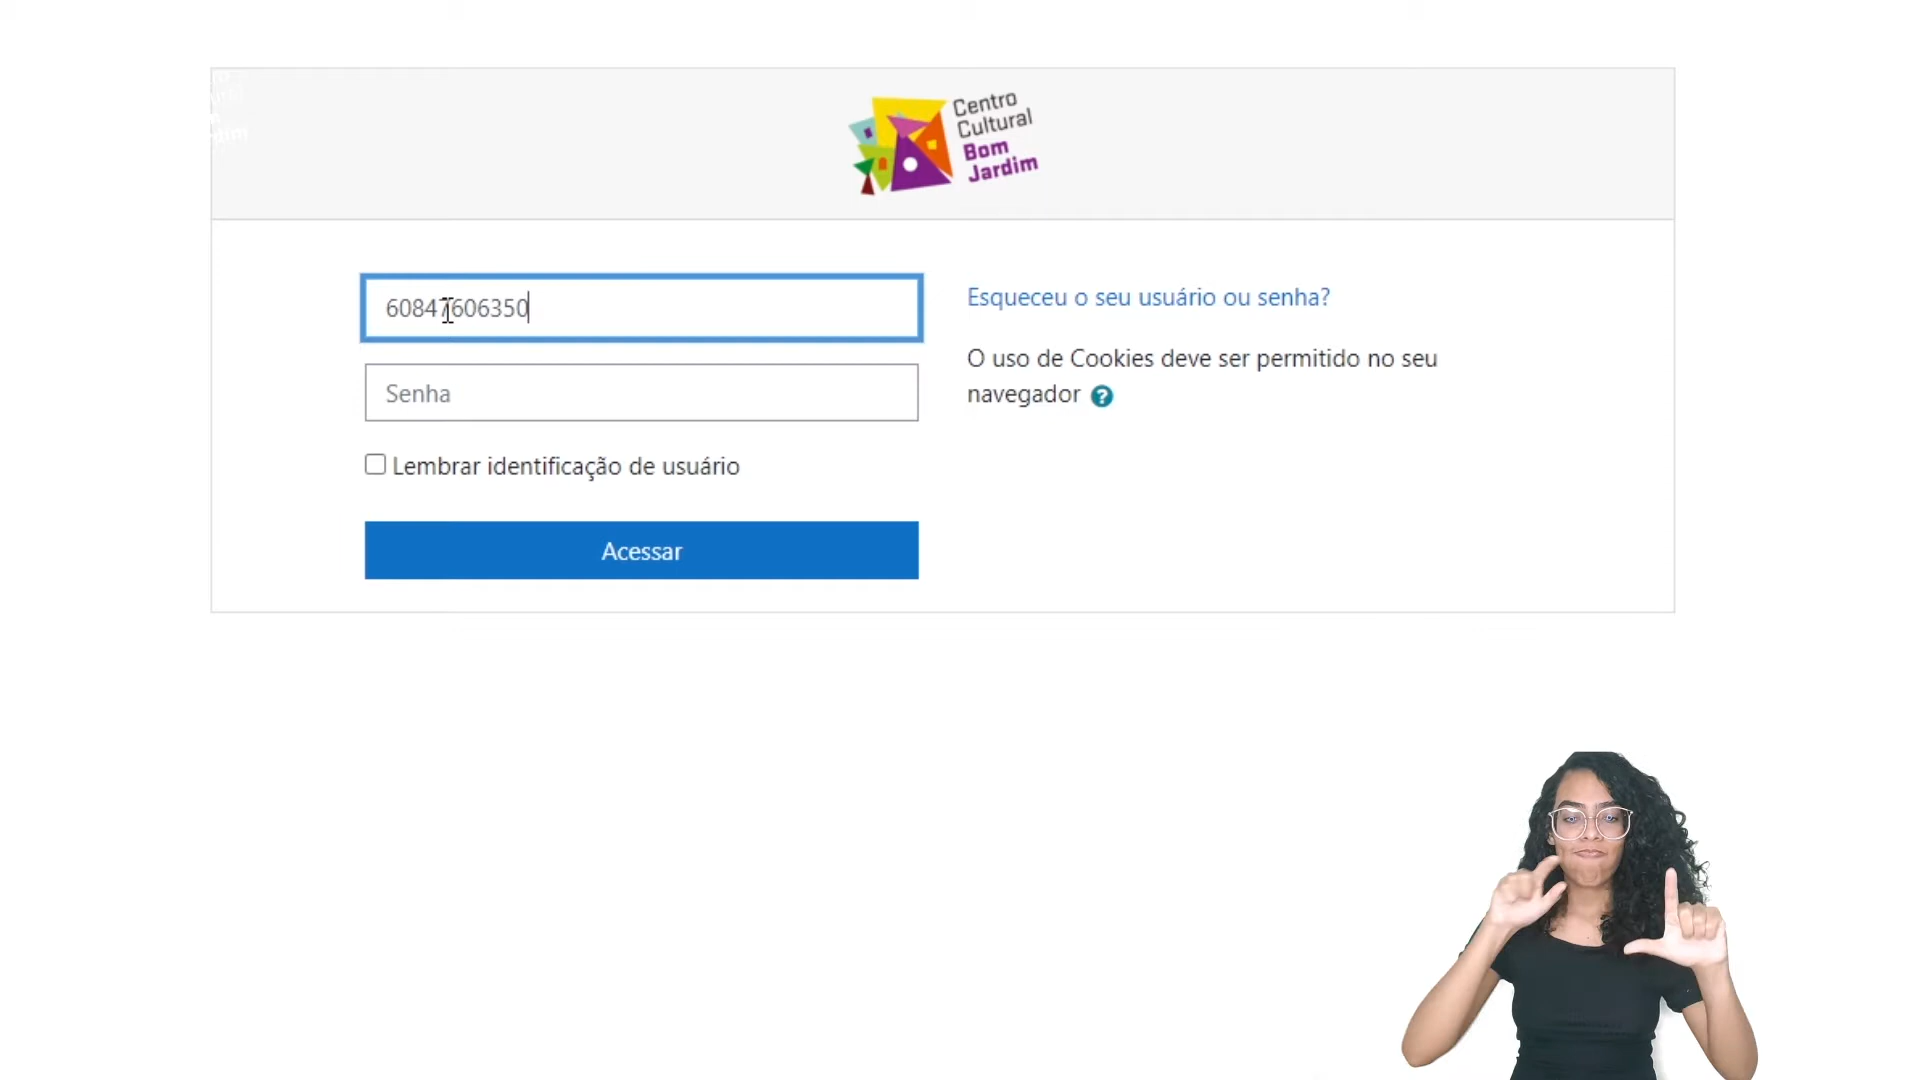 Centro
Cultural
Bom
Jardim
60847606350
Senha
Lembrar identificação de usuário
Acessar
Esqueceu o seu usuário ou senha?
O uso de Cookies deve ser permitido no seu
navegador ?